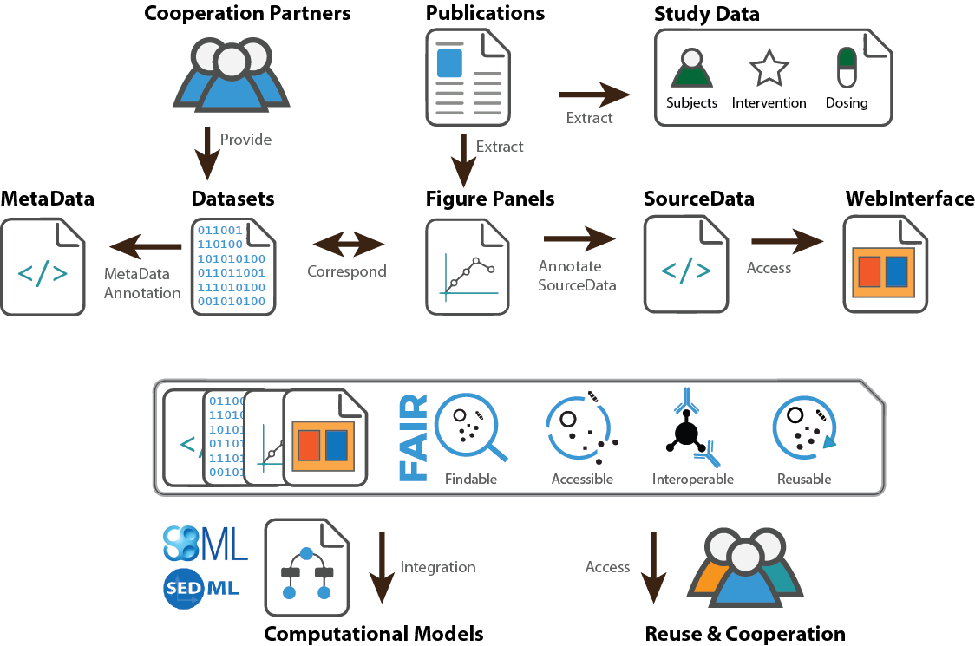 Cooperation Partners
Publications
Study Data
Subjects
Intervention
Dosing
Provide
Extract
Extract
MetaData
Datasets
Figure Panels
SourceData
WebInterface
</>
011001
110100
101010100
011011001
111010100
001010100
MetaData
Annotation
Correspond
Annotate
SourceData
</>
Access
</
01100
11010
10101
01101
11101
00101
FAIR
Findable
Accessible
Interoperable
Reusable
ML
SED ML
Integration
Access
Computational Models
Reuse & Cooperation